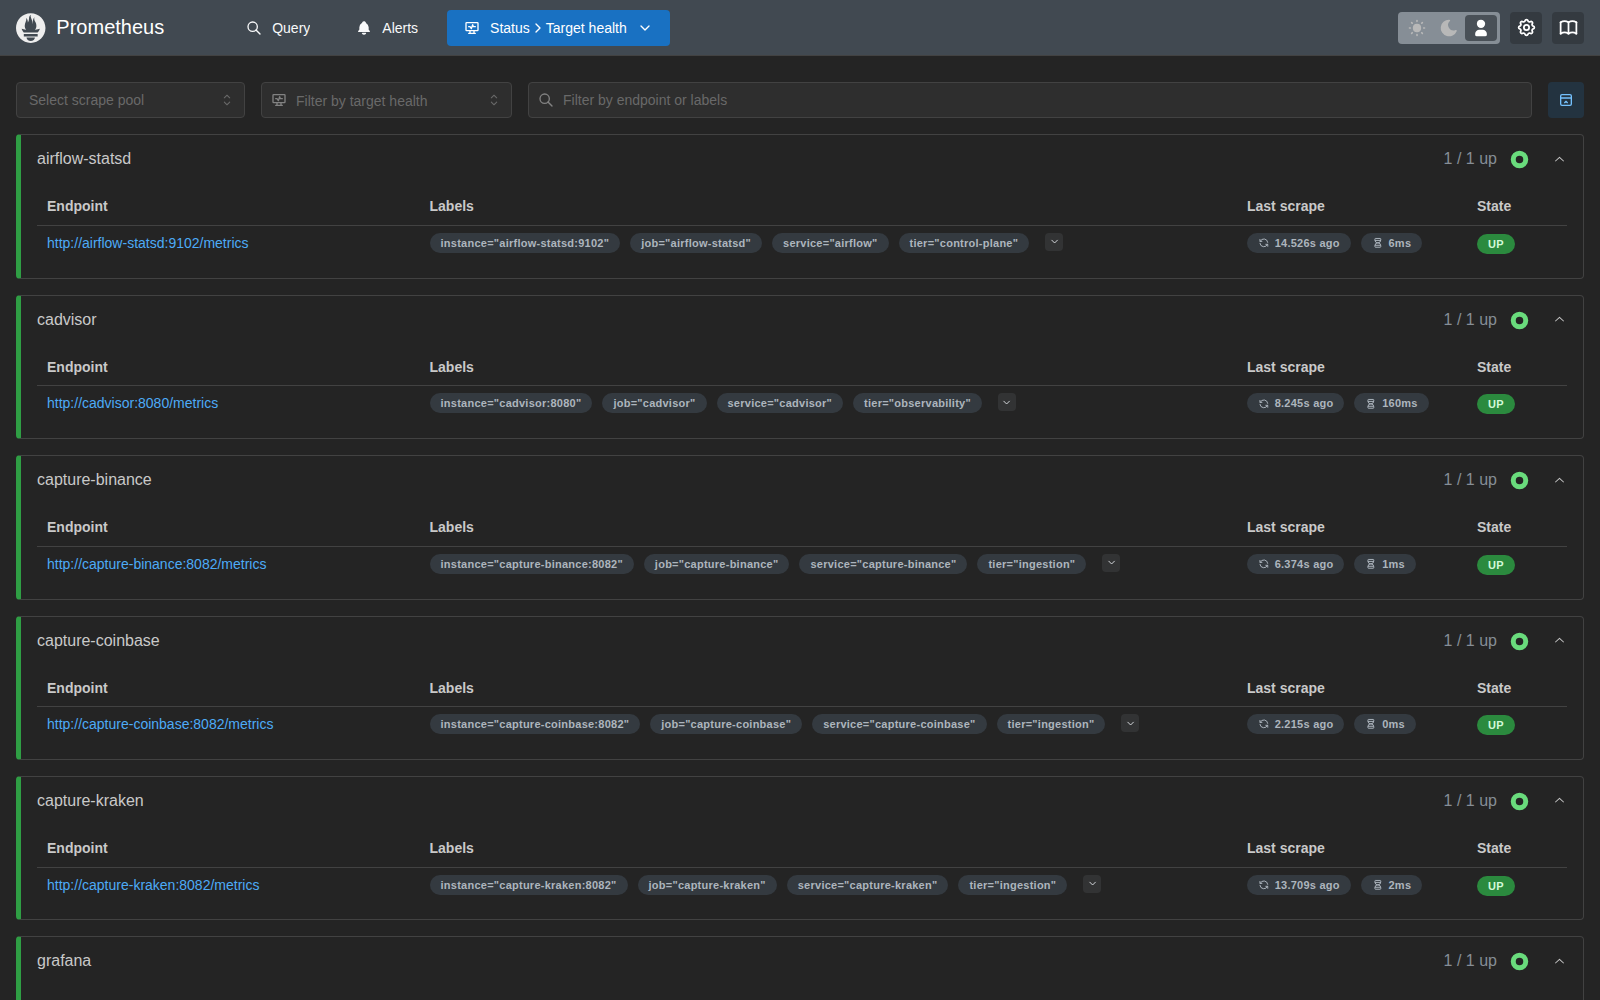 Prometheus
Query
Alerts
Status > Target health
Select scrape pool
Filter by target health
Filter by endpoint or labels
airflow-statsd
1 / 1 up
Endpoint Labels Last scrape State
http://airflow-statsd:9102/metrics instance="airflow-statsd:9102" job="airflow-statsd" service="airflow" tier="control-plane" 14.526s ago 6ms UP
cadvisor
1 / 1 up
Endpoint Labels Last scrape State
http://cadvisor:8080/metrics instance="cadvisor:8080" job="cadvisor" service="cadvisor" tier="observability" 8.245s ago 160ms UP
capture-binance
1 / 1 up
Endpoint Labels Last scrape State
http://capture-binance:8082/metrics instance="capture-binance:8082" job="capture-binance" service="capture-binance" tier="ingestion" 6.374s ago 1ms UP
capture-coinbase
1 / 1 up
Endpoint Labels Last scrape State
http://capture-coinbase:8082/metrics instance="capture-coinbase:8082" job="capture-coinbase" service="capture-coinbase" tier="ingestion" 2.215s ago 0ms UP
capture-kraken
1 / 1 up
Endpoint Labels Last scrape State
http://capture-kraken:8082/metrics instance="capture-kraken:8082" job="capture-kraken" service="capture-kraken" tier="ingestion" 13.709s ago 2ms UP
grafana
1 / 1 up